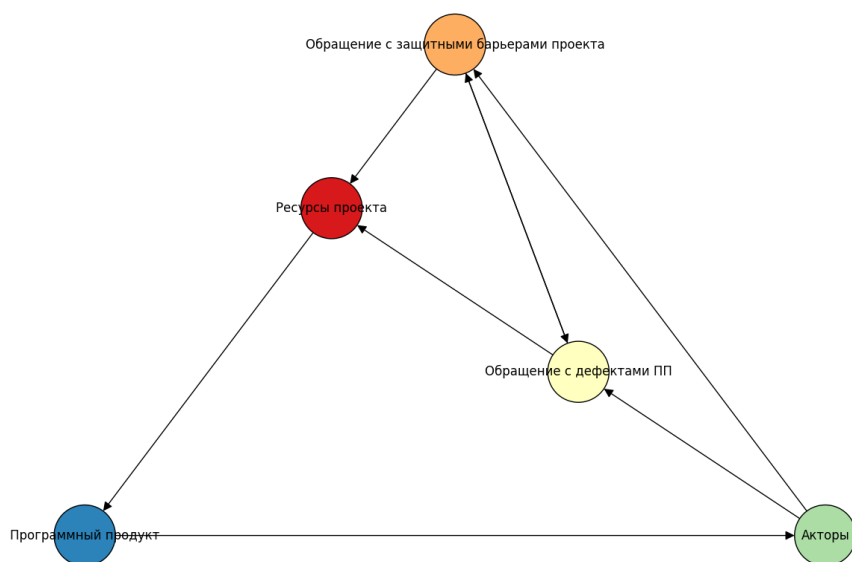 Обращение с защитными барьерами проекта
Ресурсы проекта
Обращение с дефектами ПП
Программный продукт
Акторы